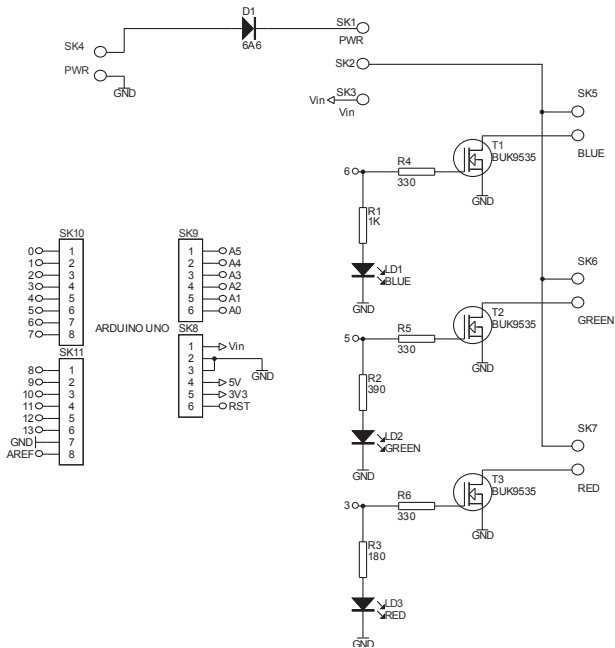 D1
6A6
SK1
PWR
SK4
PWR
GND
SK2
SK3
Vin
Vin
SK5
BLUE
T1
BUK9535
R4
330
6
R1
1K
GND
LD1
BLUE
GND
SK6
GREEN
T2
BUK9535
R5
330
5
R2
390
GND
LD2
GREEN
GND
SK7
RED
T3
BUK9535
R6
330
3
R3
180
GND
LD3
RED
GND
SK10
0 1
1 2
2 3
3 4
4 5
5 6
6 7
7 8
SK11
8 1
9 2
10 3
11 4
12 5
13 6
GND 7
AREF 8
ARDUINO UNO
SK9
1 A5
2 A4
3 A3
4 A2
5 A1
6 A0
SK8
1 Vin
2
3
GND
4 5V
5 3V3
6 RST